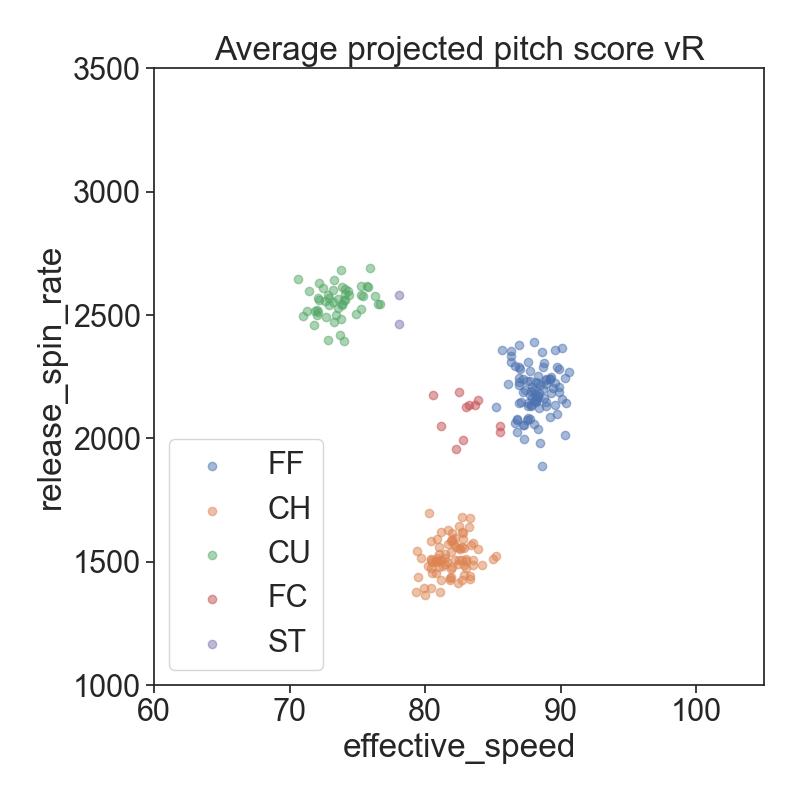 Average projected pitch score vR
3500
3000
2500
2000
1500
1000
release_spin_rate
FF
CH
CU
FC
ST
60
70
80
90
100
effective_speed